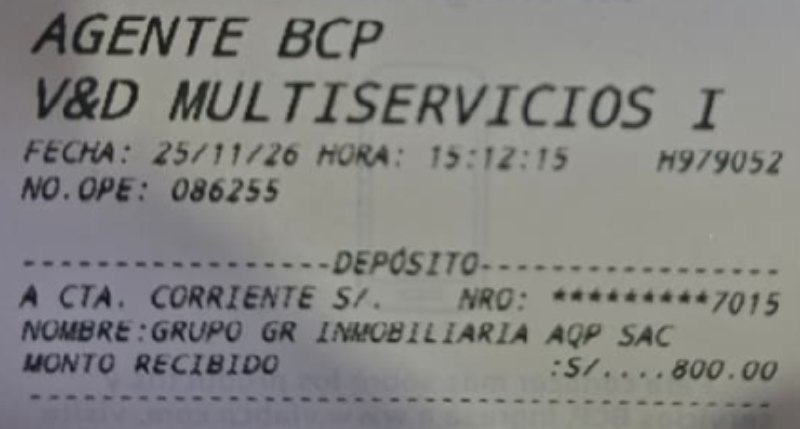 AGENTE BCP
V&D MULTISERVICIOS I
FECHA: 25/11/26 HORA: 15:12:15 H979052
NO.OPE: 086255
------------------DEPÓSITO------------------
A CTA. CORRIENTE S/. NRO: *********7015
NOMBRE:GRUPO GR INMOBILIARIA AQP SAC
MONTO RECIBIDO :S/....800.00